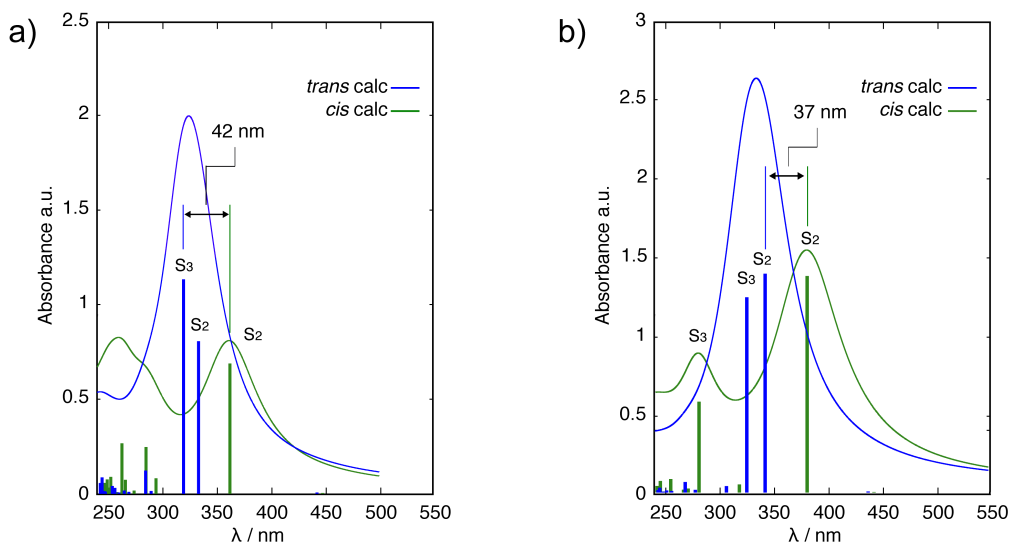 a)
2.5
2
1.5
1
0.5
0
Absorbance a.u.
trans calc
cis calc
42 nm
S3
S2
S2
250 300 350 400 450 500 550
λ / nm
b)
3
2.5
2
1.5
1
0.5
0
Absorbance a.u.
trans calc
cis calc
37 nm
S2
S2
S3
S3
250 300 350 400 450 500 550
λ / nm